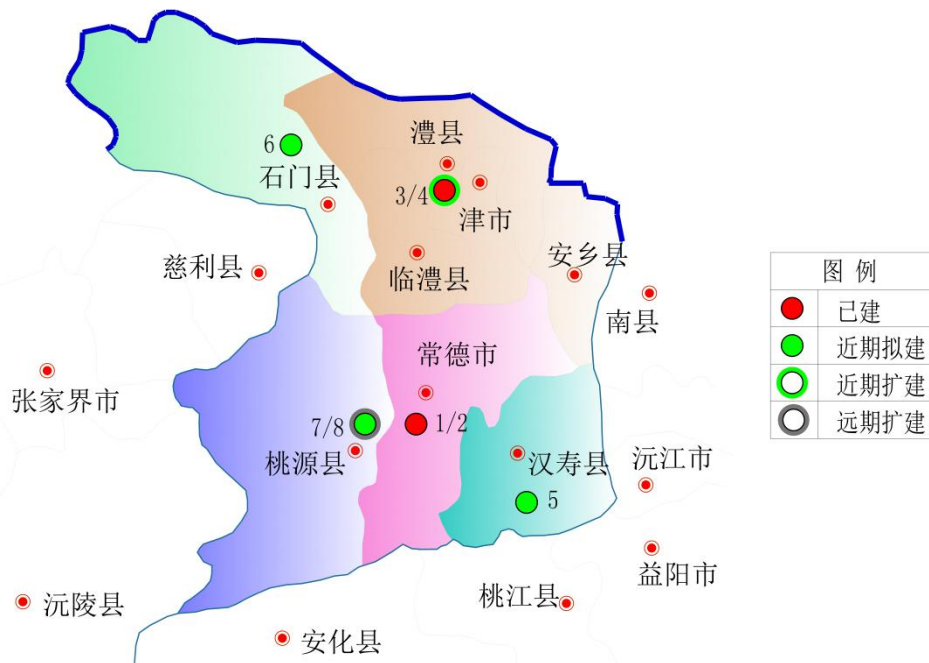 澧县
6
石门县
3/4
津市
慈利县
临澧县
安乡县
南县
图 例
已建
近期拟建
近期扩建
远期扩建
常德市
张家界市
7/8
1/2
桃源县
汉寿县
沅江市
5
益阳市
沅陵县
桃江县
安化县